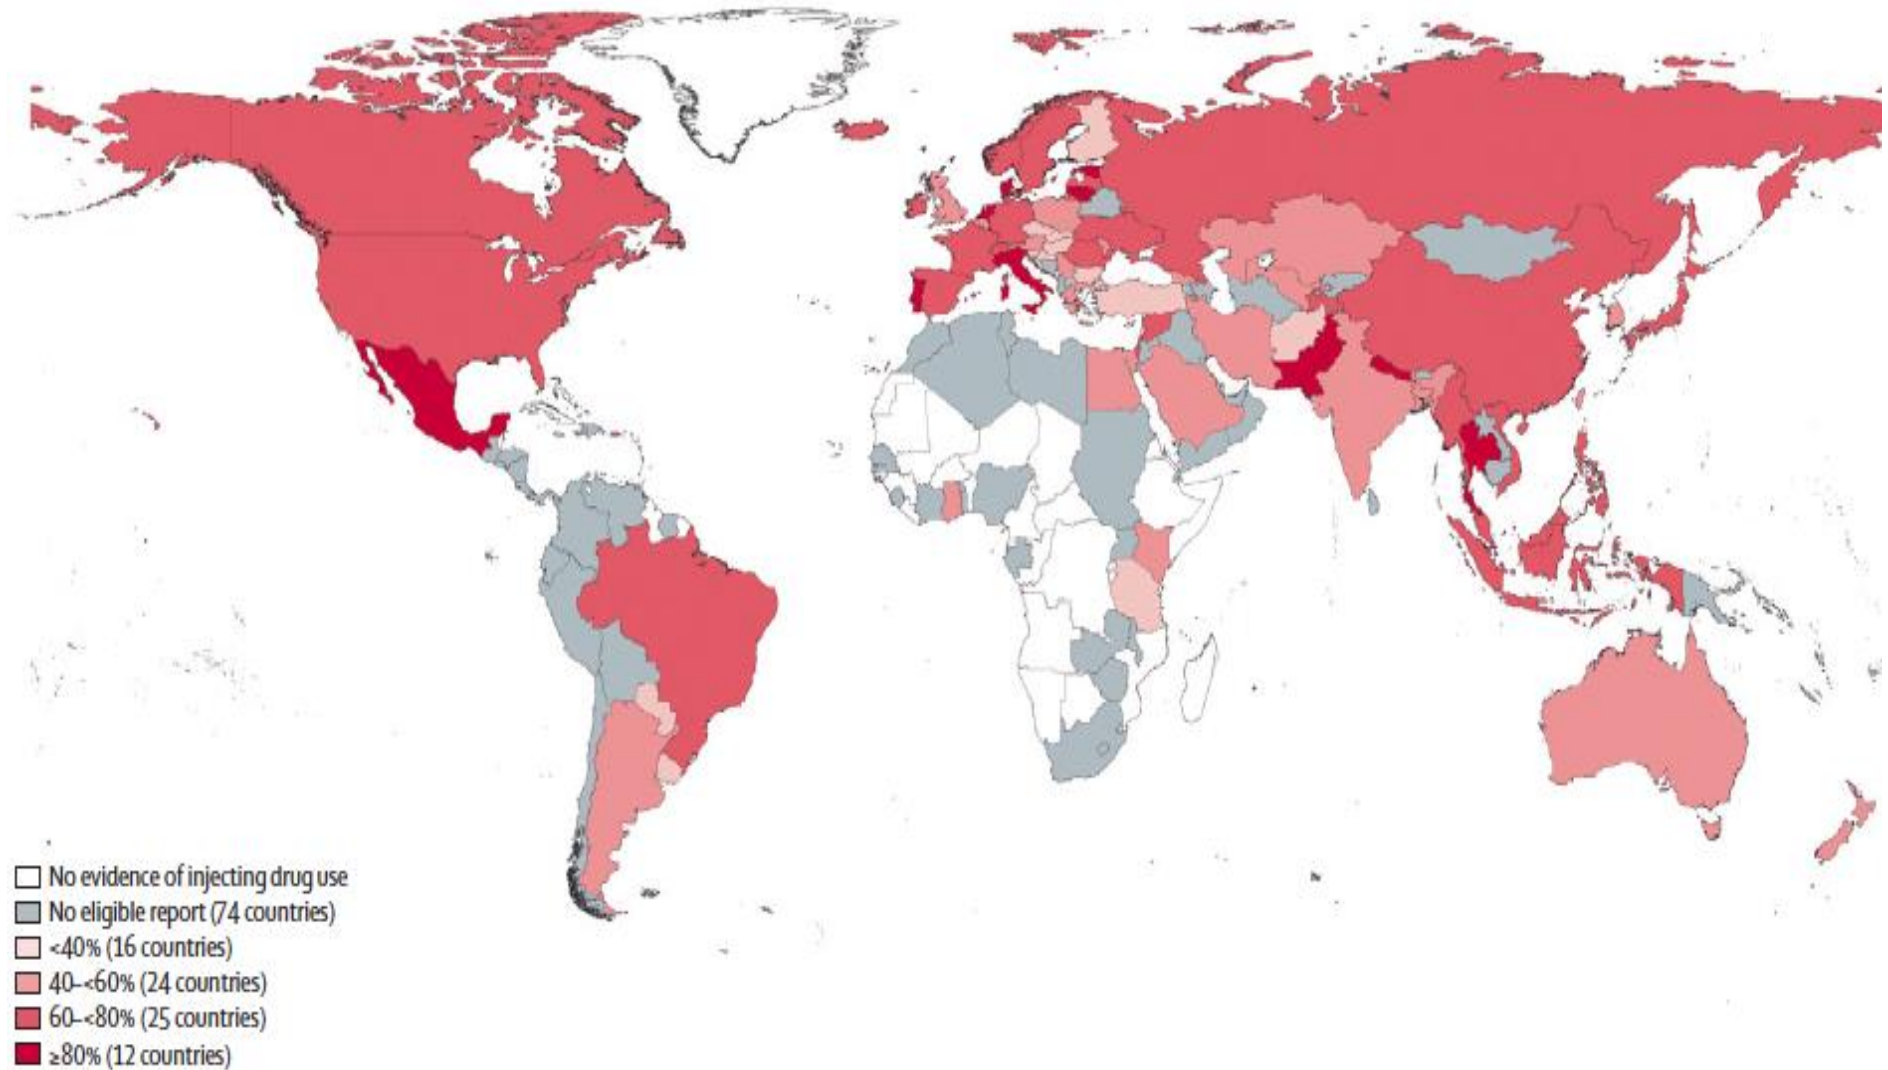 No evidence of injecting drug use
No eligible report (74 countries)
<40% (16 countries)
40–<60% (24 countries)
60–<80% (25 countries)
≥80% (12 countries)